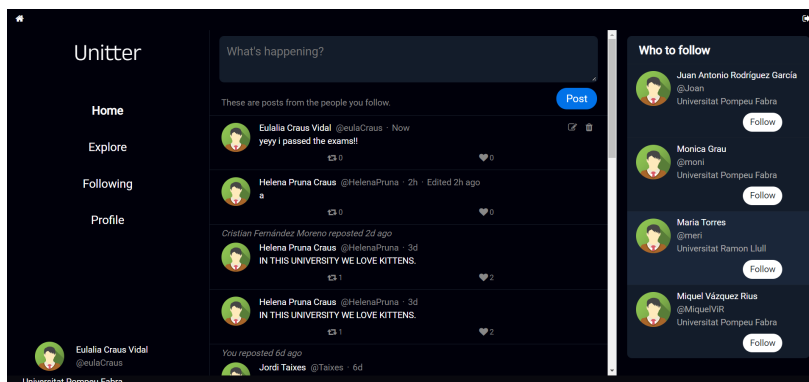 Unitter
Home
Explore
Following
Profile
Eulalia Craus Vidal
@eulaCraus
Universitat Pompeu Fabra
What's happening?
These are posts from the people you follow.
Post
Eulalia Craus Vidal @eulaCraus · Now
yeyy i passed the exams!!
0 0
Helena Pruna Craus @HelenaPruna · 2h · Edited 2h ago
a
0 0
Cristian Fernández Moreno reposted 2d ago
Helena Pruna Craus @HelenaPruna · 3d
IN THIS UNIVERSITY WE LOVE KITTENS.
1 2
Helena Pruna Craus @HelenaPruna · 3d
IN THIS UNIVERSITY WE LOVE KITTENS.
1 2
You reposted 6d ago
Jordi Taixes @Taixes · 6d
Who to follow
Juan Antonio Rodríguez García
@Joan
Universitat Pompeu Fabra
Follow
Monica Grau
@moni
Universitat Pompeu Fabra
Follow
Maria Torres
@meri
Universitat Ramon Llull
Follow
Miquel Vázquez Rius
@MiquelViR
Universitat Pompeu Fabra
Follow